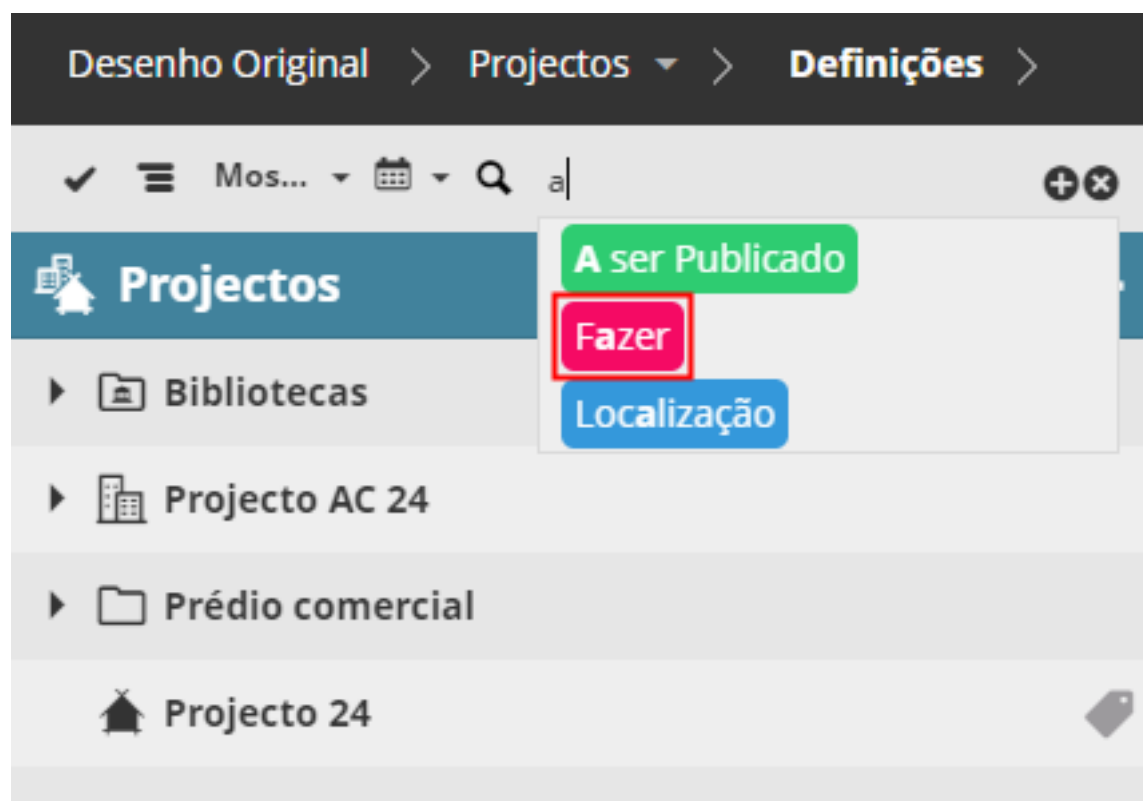 Desenho Original > Projectos > Definições >
Mos... a
A ser Publicado
Projectos
Fazer
Bibliotecas
Localização
Projecto AC 24
Prédio comercial
Projecto 24